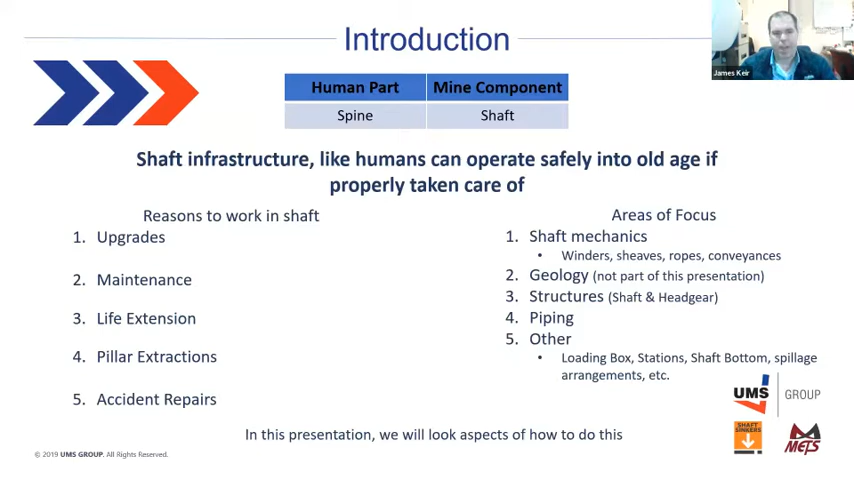 Introduction
James Keir
Human Part Mine Component
Spine Shaft
Shaft infrastructure, like humans can operate safely into old age if
properly taken care of
Reasons to work in shaft
1. Upgrades
2. Maintenance
3. Life Extension
4. Pillar Extractions
5. Accident Repairs
Areas of Focus
1. Shaft mechanics
• Winders, sheaves, ropes, conveyances
2. Geology (not part of this presentation)
3. Structures (Shaft & Headgear)
4. Piping
5. Other
• Loading Box, Stations, Shaft Bottom, spillage
arrangements, etc.
In this presentation, we will look aspects of how to do this
UMS GROUP
SHAFT
SINKERS
METS
© 2019 UMS GROUP. All Rights Reserved.